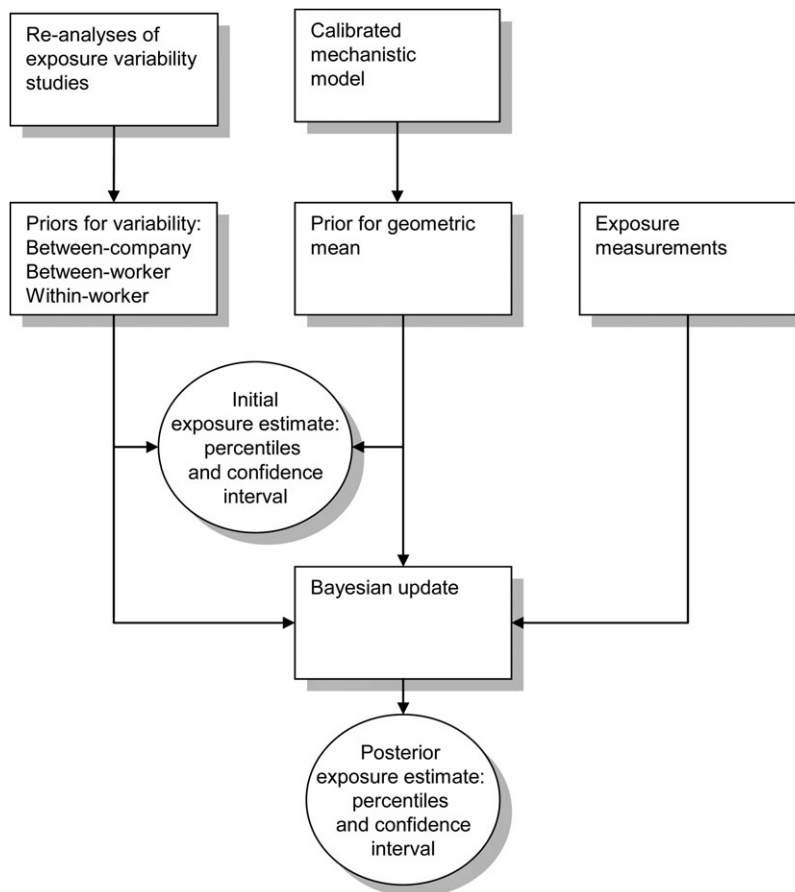 Re-analyses of
exposure variability
studies
Calibrated
mechanistic
model
Priors for variability:
Between-company
Between-worker
Within-worker
Prior for geometric
mean
Exposure
measurements
Initial
exposure estimate:
percentiles
and confidence
interval
Bayesian update
Posterior
exposure estimate:
percentiles
and confidence
interval